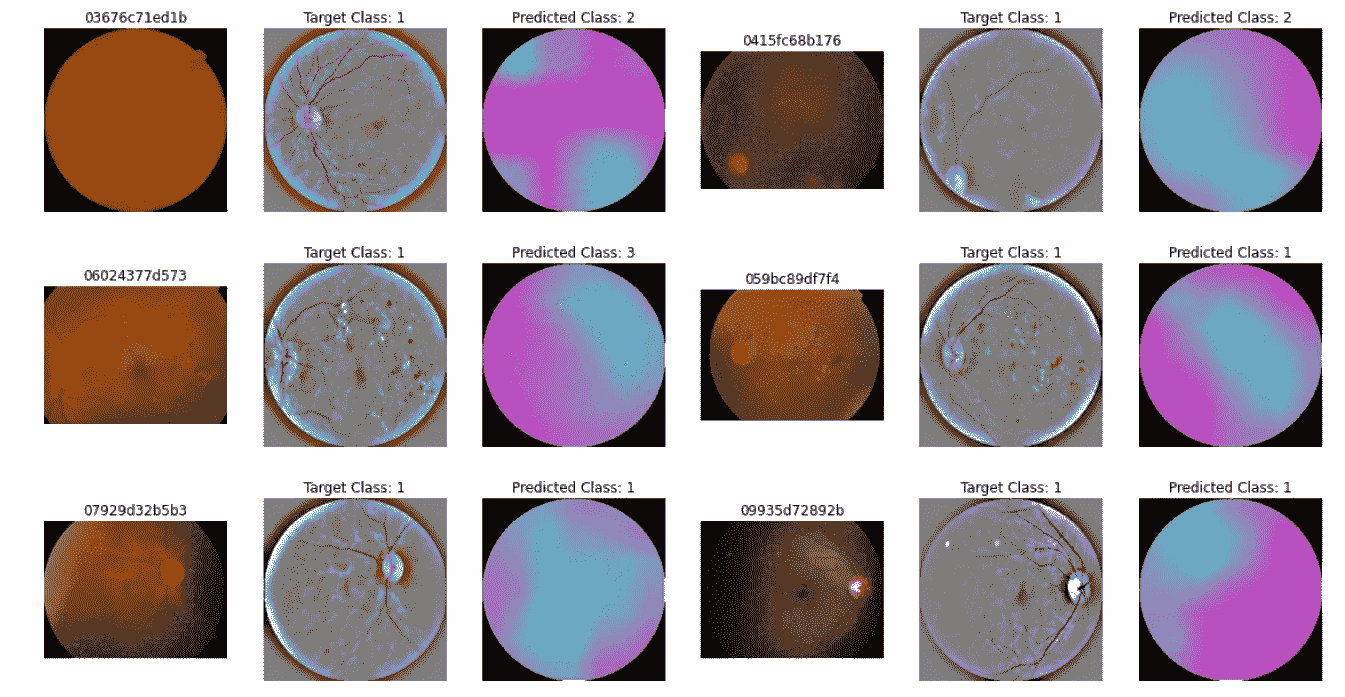 03676c71ed1b
Target Class: 1
Predicted Class: 2
0415fc68b176
Target Class: 1
Predicted Class: 2
06024377d573
Target Class: 1
Predicted Class: 3
059bc89df7f4
Target Class: 1
Predicted Class: 1
07929d32b5b3
Target Class: 1
Predicted Class: 1
09935d72892b
Target Class: 1
Predicted Class: 1